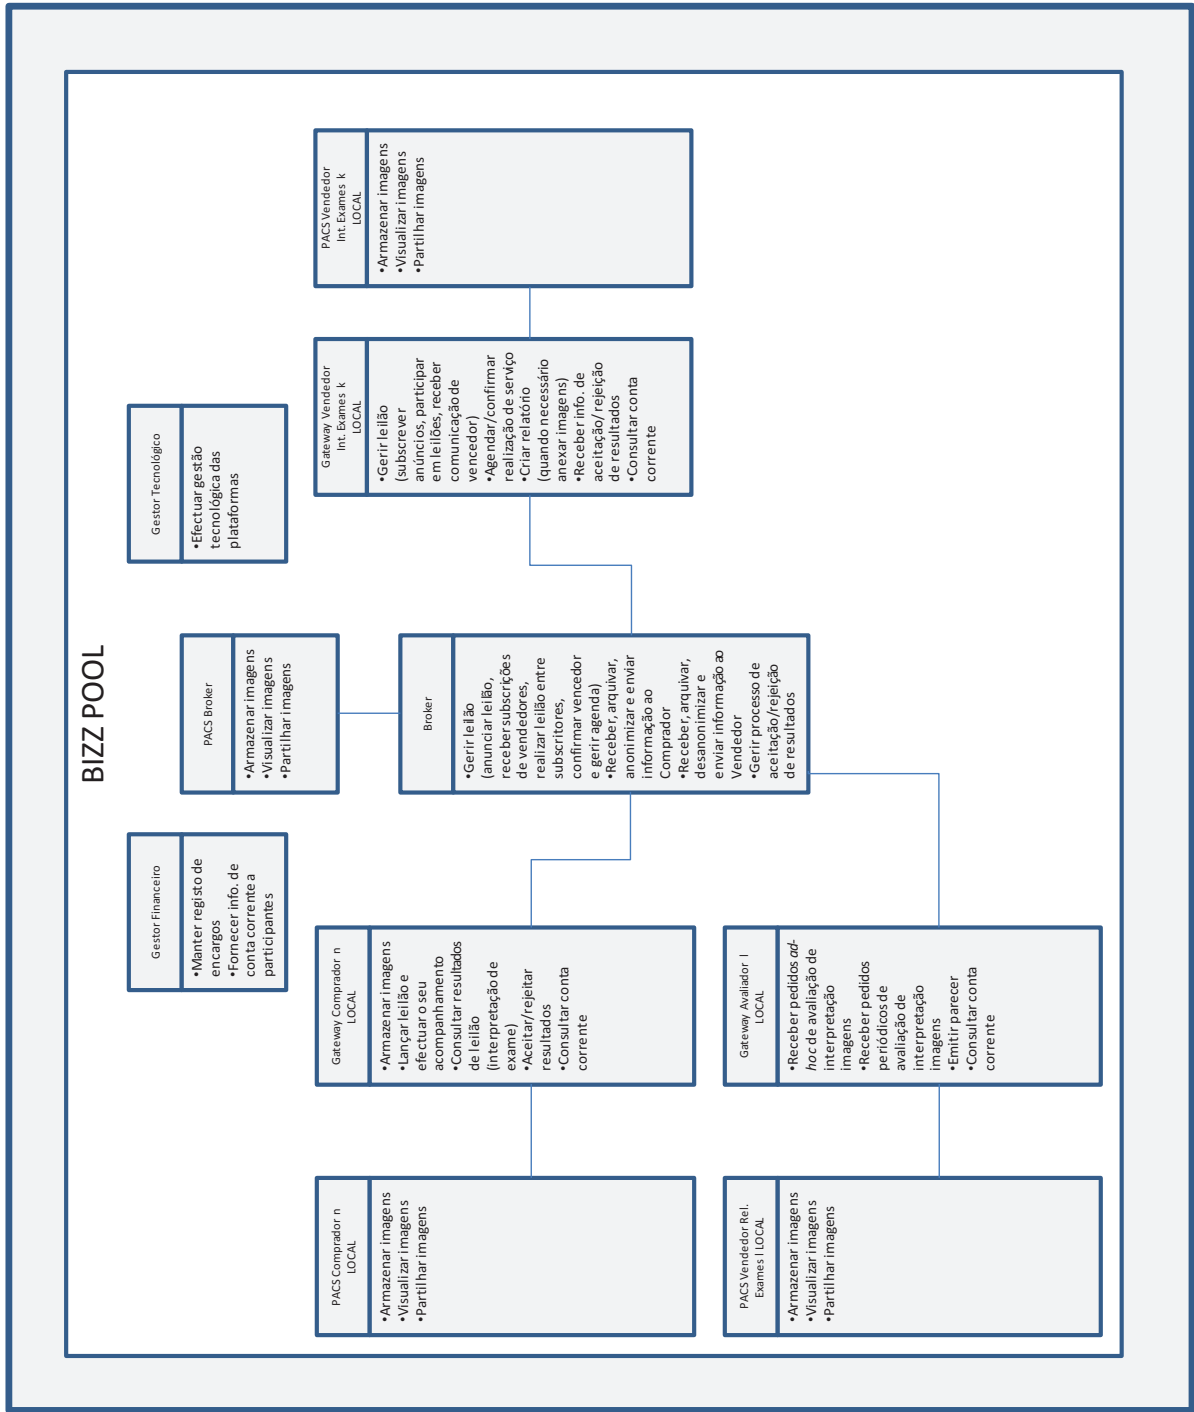 BIZZ POOL
Gestor Financeiro
•Manter registo de
encargos
•Fornecer info. de
conta corrente a
participantes
PACS Broker
•Armazenar imagens
•Visualizar imagens
•Partilhar imagens
Gestor Tecnológico
•Efectuar gestão
tecnológica das
plataformas
PACS Comprador n
LOCAL
•Armazenar imagens
•Visualizar imagens
•Partilhar imagens
Gateway Comprador n
LOCAL
•Armazenar imagens
•Lançar leilão e
efectuar o seu
acompanhamento
•Consultar resultados
de leilão
(interpretação de
exame)
•Aceitar/rejeitar
resultados
•Consultar conta
corrente
Broker
•Gerir leilão
(anunciar leilão,
receber subscrições
de vendedores,
realizar leilão entre
subscritores,
confirmar vencedor
e gerir agenda)
•Receber, arquivar,
anonimizar e enviar
informação ao
Comprador
•Receber, arquivar,
desanonimizar e
enviar informação ao
Vendedor
•Gerir processo de
aceitação/rejeição
de resultados
Gateway Vendedor
Int. Exames k
LOCAL
•Gerir leilão
(subscrever
anúncios, participar
em leilões, receber
comunicação de
vencedor)
•Agendar/confirmar
realização de serviço
•Criar relatório
(quando necessário
anexar imagens)
•Receber info. de
aceitação/rejeição
de resultados
•Consultar conta
corrente
PACS Vendedor
Int. Exames k
LOCAL
•Armazenar imagens
•Visualizar imagens
•Partilhar imagens
PACS Vendedor Rel.
Exames l LOCAL
•Armazenar imagens
•Visualizar imagens
•Partilhar imagens
Gateway Avaliador l
LOCAL
•Receber pedidos ad-
hoc de avaliação de
interpretação
imagens
•Receber pedidos
periódicos de
avaliação de
interpretação
imagens
•Emitir parecer
•Consultar conta
corrente